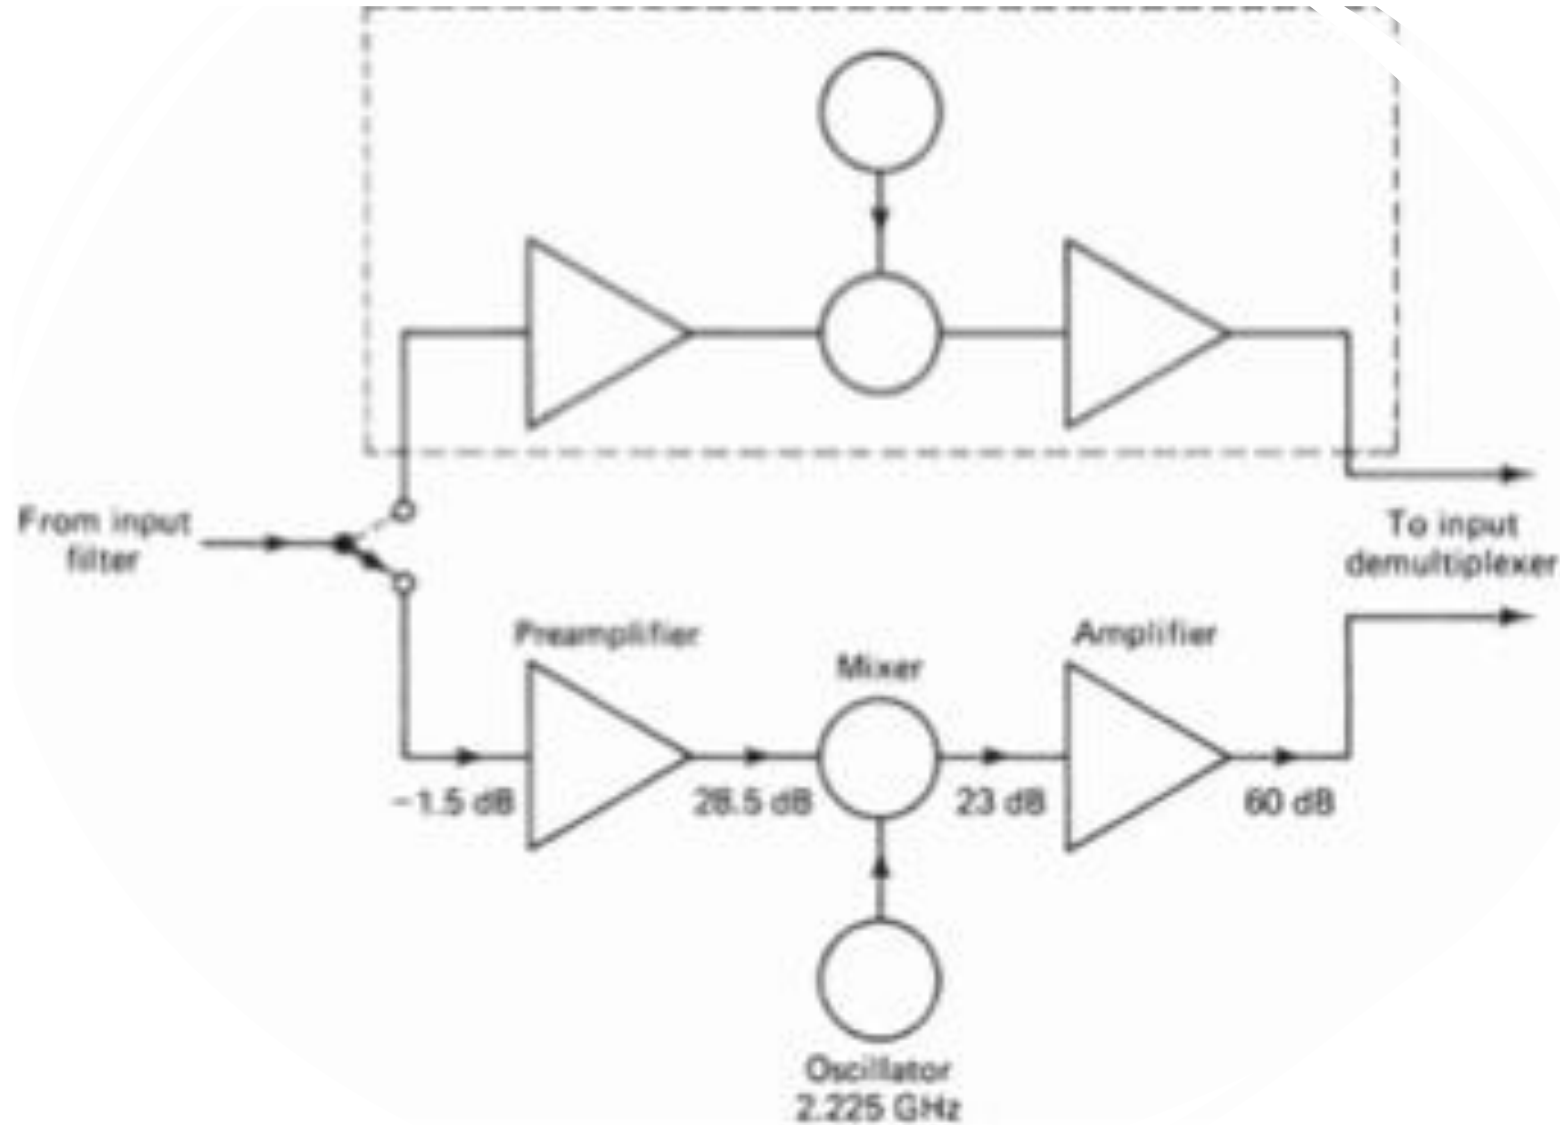 From input
filter
To input
demultiplexer
Preamplifier
Mixer
Amplifier
−1.5 dB
28.5 dB
23 dB
60 dB
Oscillator
2.225 GHz